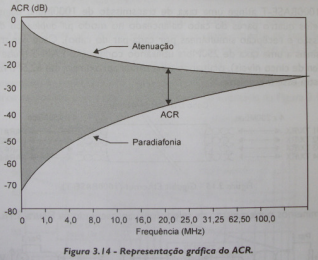 ACR (dB)
0
-10
-20
-30
-40
-50
-60
-70
-80
Atenuação
ACR
Paradiafonia
0 1,0 4,0 8,0 10,0 16,0 20,0 25,0 31,25 62,50 100,0
Frequência (MHz)
Figura 3.14 - Representação gráfica do ACR.